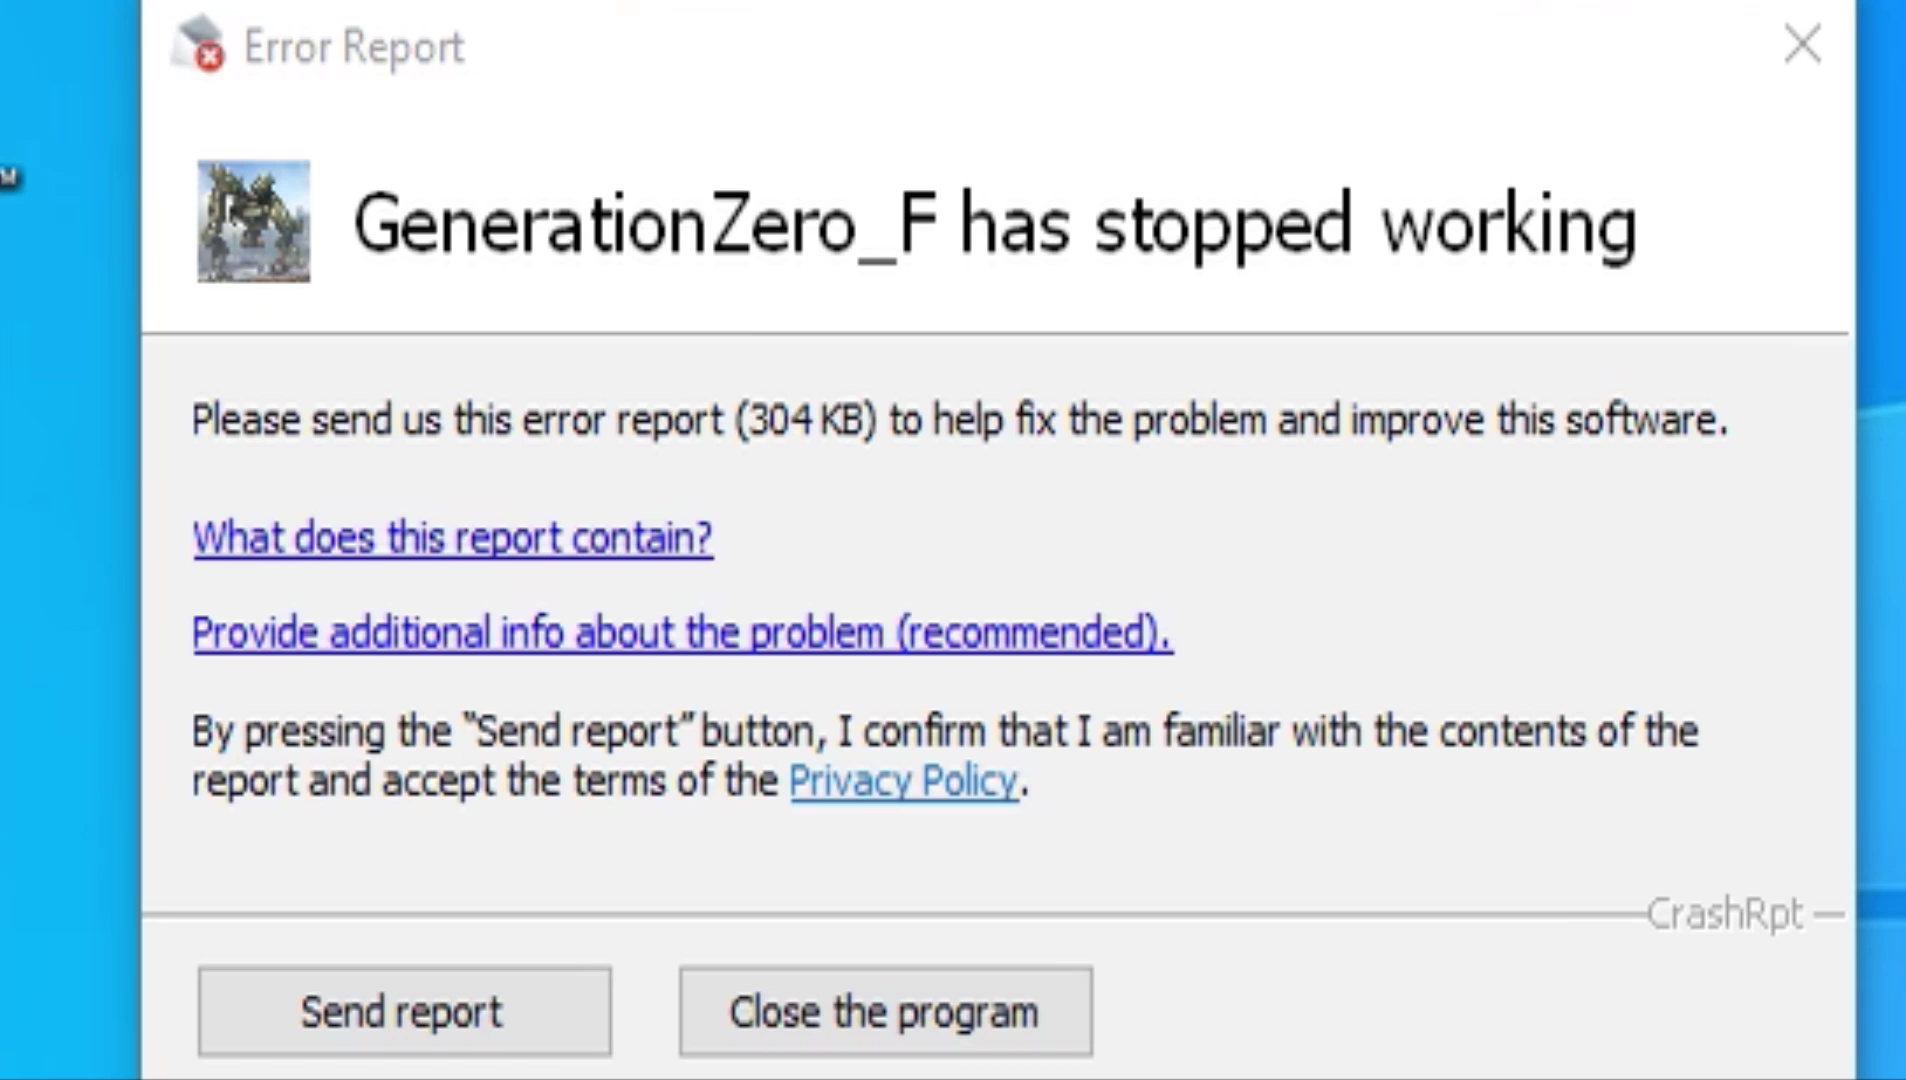 Error Report
GenerationZero_F has stopped working
Please send us this error report (304 KB) to help fix the problem and improve this software.
What does this report contain?
Provide additional info about the problem (recommended).
By pressing the “Send report” button, I confirm that I am familiar with the contents of the
report and accept the terms of the Privacy Policy.
CrashRpt
Send report
Close the program